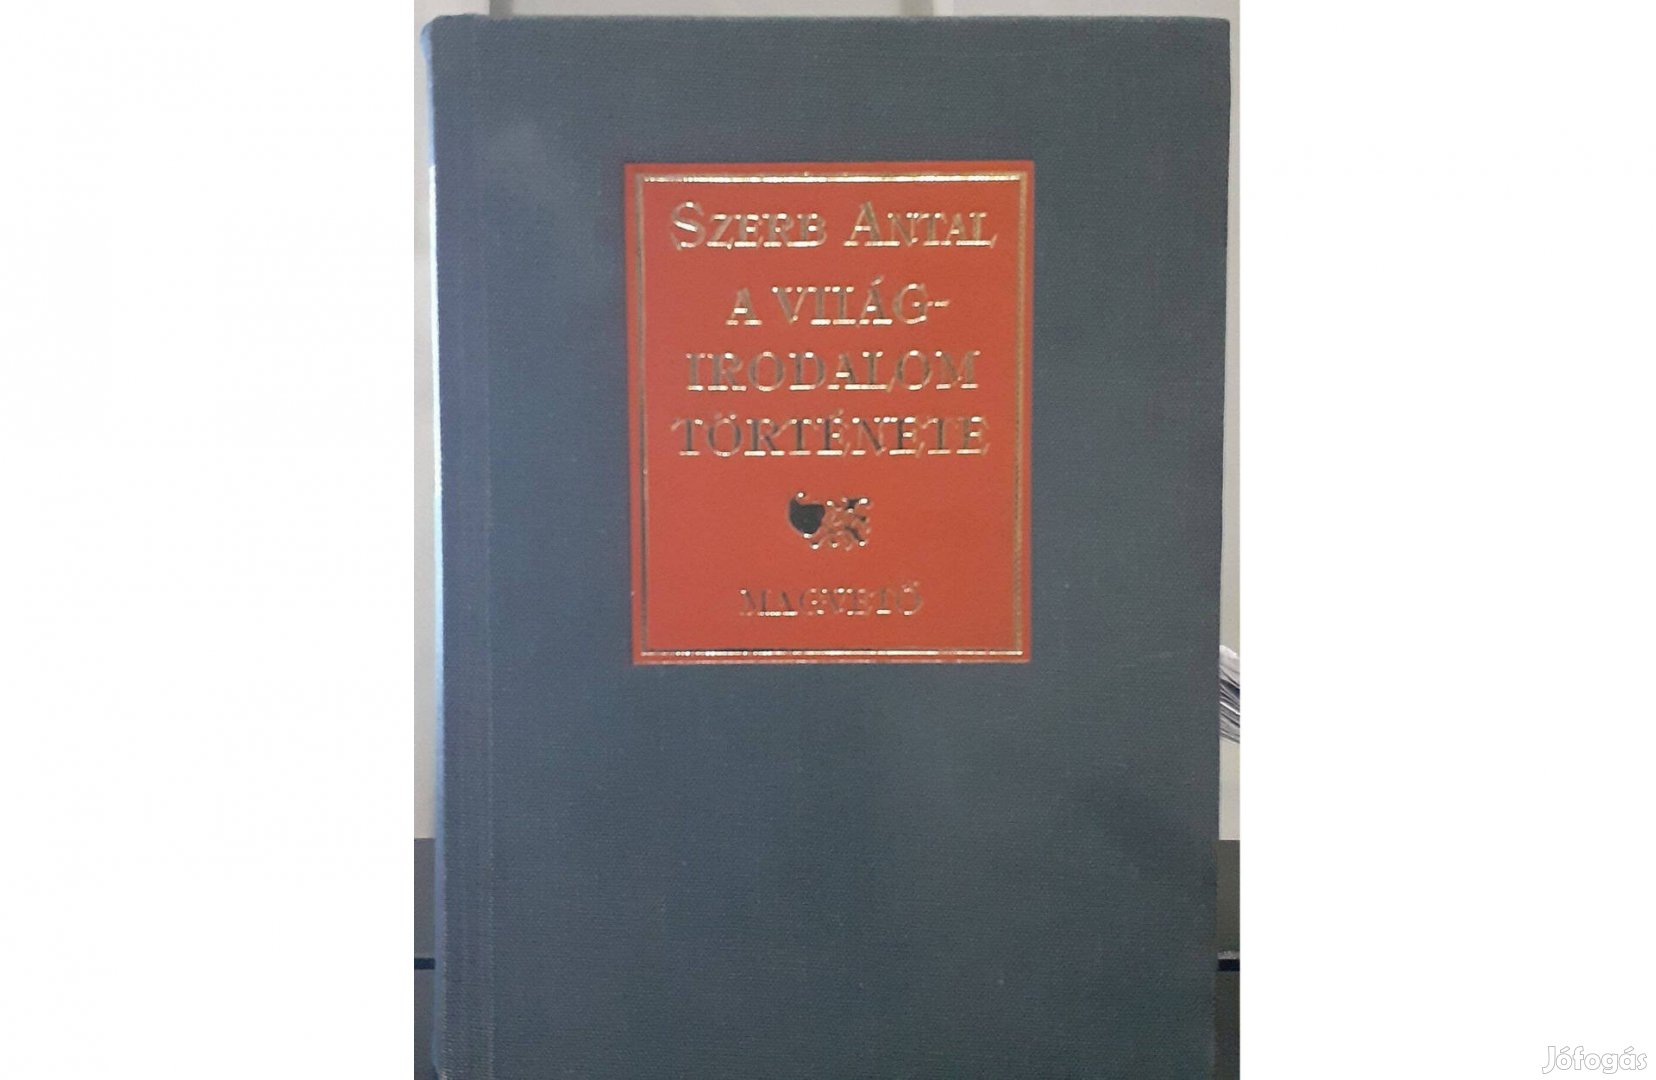 SZERB ANTAL
A VILÁG-
IRODALOM
TÖRTÉNETE
MAGVETŐ
Jófogás